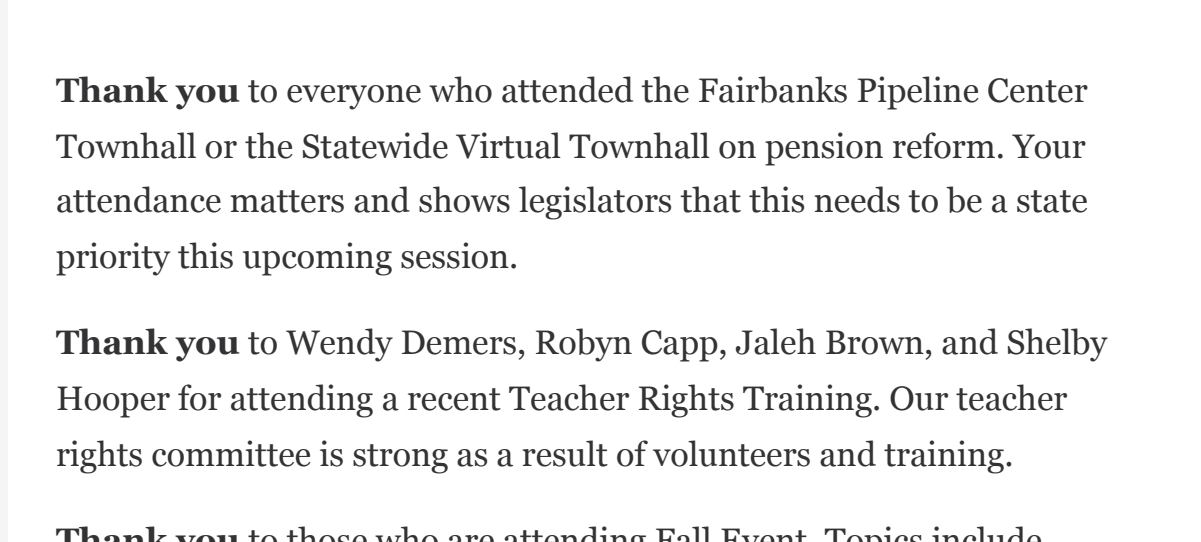 Thank you to everyone who attended the Fairbanks Pipeline Center
Townhall or the Statewide Virtual Townhall on pension reform. Your
attendance matters and shows legislators that this needs to be a state
priority this upcoming session.
Thank you to Wendy Demers, Robyn Capp, Jaleh Brown, and Shelby
Hooper for attending a recent Teacher Rights Training. Our teacher
rights committee is strong as a result of volunteers and training.
Thank you to those who are attending Fall Event. Topics include